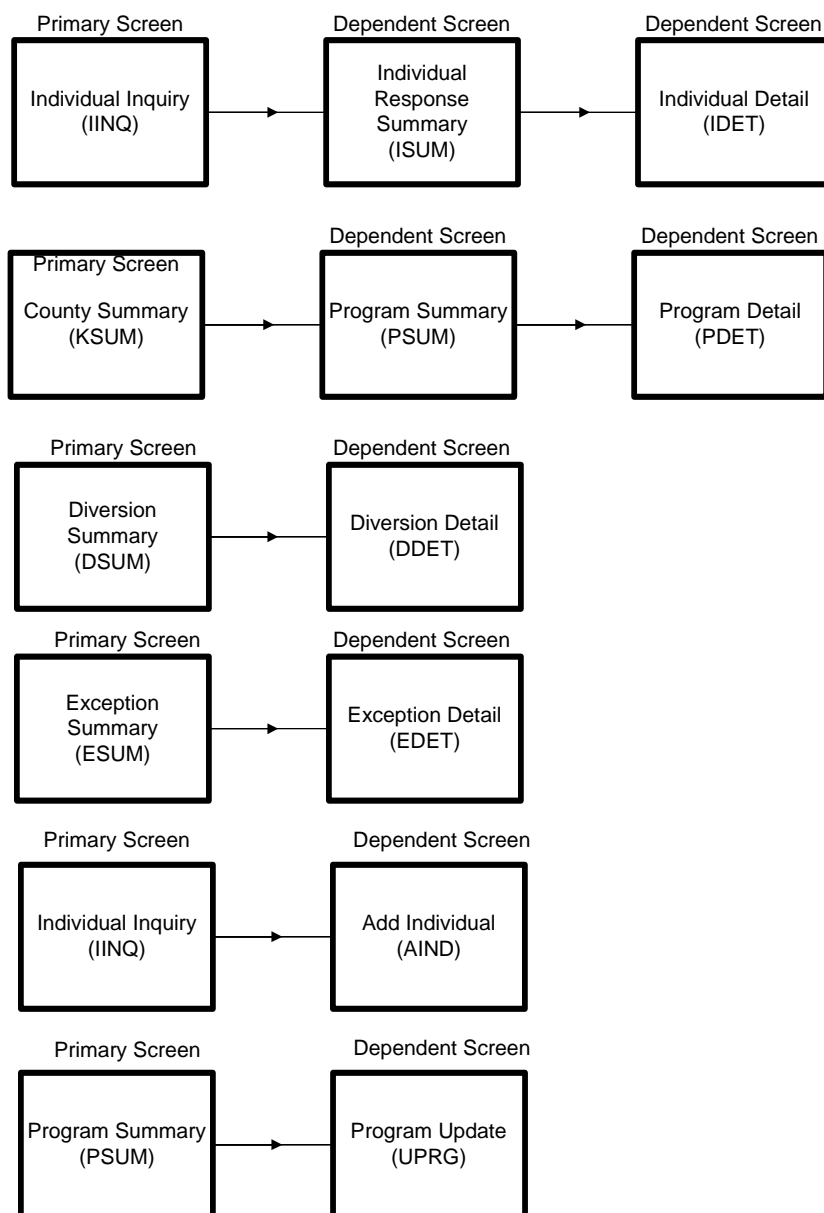 Primary Screen
Dependent Screen
Dependent Screen
Individual Inquiry
(IINQ)
Individual
Response
Summary
(ISUM)
Individual Detail
(IDET)
Dependent Screen
Dependent Screen
Primary Screen
County Summary
(KSUM)
Program Summary
(PSUM)
Program Detail
(PDET)
Primary Screen
Dependent Screen
Diversion
Summary
(DSUM)
Diversion Detail
(DDET)
Primary Screen
Dependent Screen
Exception
Summary
(ESUM)
Exception Detail
(EDET)
Primary Screen
Dependent Screen
Individual Inquiry
(IINQ)
Add Individual
(AIND)
Primary Screen
Dependent Screen
Program Summary
(PSUM)
Program Update
(UPRG)